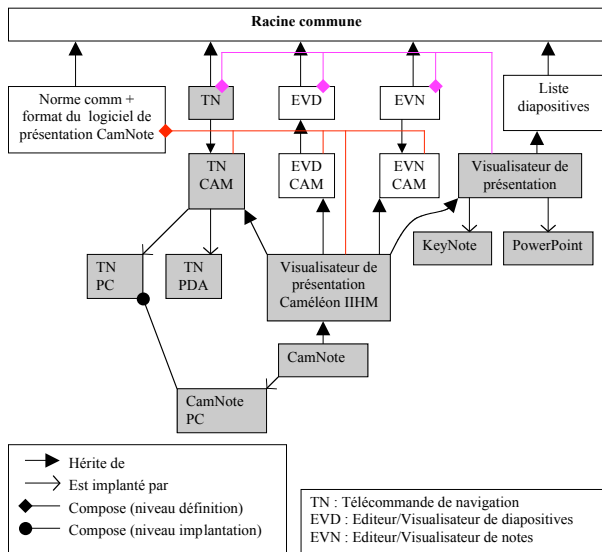 Racine commune
Norme comm +
format du logiciel de
présentation CamNote
TN
EVD
EVN
Liste
diapositives
TN
CAM
EVD
CAM
EVN
CAM
Visualisateur de
présentation
TN
PC
TN
PDA
Visualisateur de
présentation
Caméléon IIHM
KeyNote
PowerPoint
CamNote
CamNote
PC
Hérite de
Est implanté par
Compose (niveau définition)
Compose (niveau implantation)
TN : Télécommande de navigation
EVD : Editeur/Visualisateur de diapositives
EVN : Editeur/Visualisateur de notes